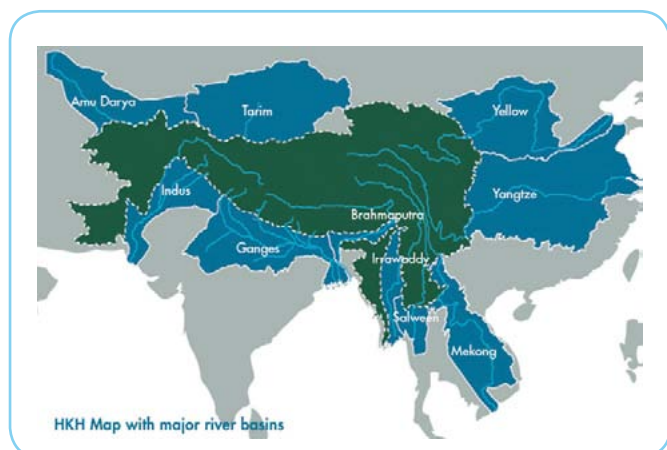 Amu Darya
Tarim
Yellow
Indus
Yangtze
Brahmaputra
Ganges
Irrawaddy
Salween
Mekong
HKH Map with major river basins